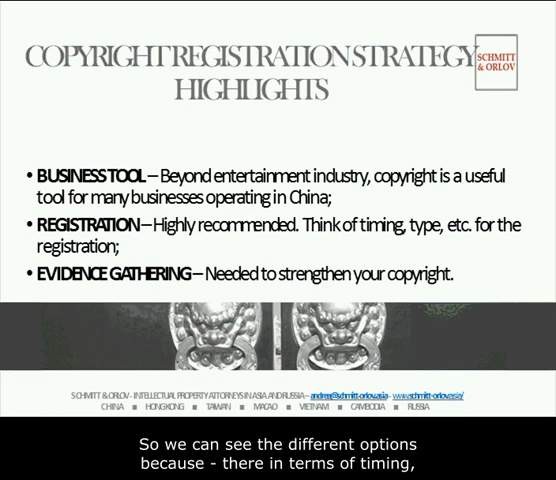 COPYRIGHT REGISTRATION STRATEGY
HIGHLIGHTS
SCHMITT
& ORLOV
• BUSINESS TOOL – Beyond entertainment industry, copyright is a useful
tool for many businesses operating in China;
• REGISTRATION – Highly recommended. Think of timing, type, etc. for the
registration;
• EVIDENCE GATHERING – Needed to strengthen your copyright.
SCHMITT & ORLOV - INTELLECTUAL PROPERTY ATTORNEYS IN ASIA AND RUSSIA – andrea@schmitt-orlov.asia - www.schmitt-orlov.asia/
CHINA ■ HONG KONG ■ TAIWAN ■ MACAO ■ VIETNAM ■ CAMBODIA ■ RUSSIA
So we can see the different options
because - there in terms of timing,